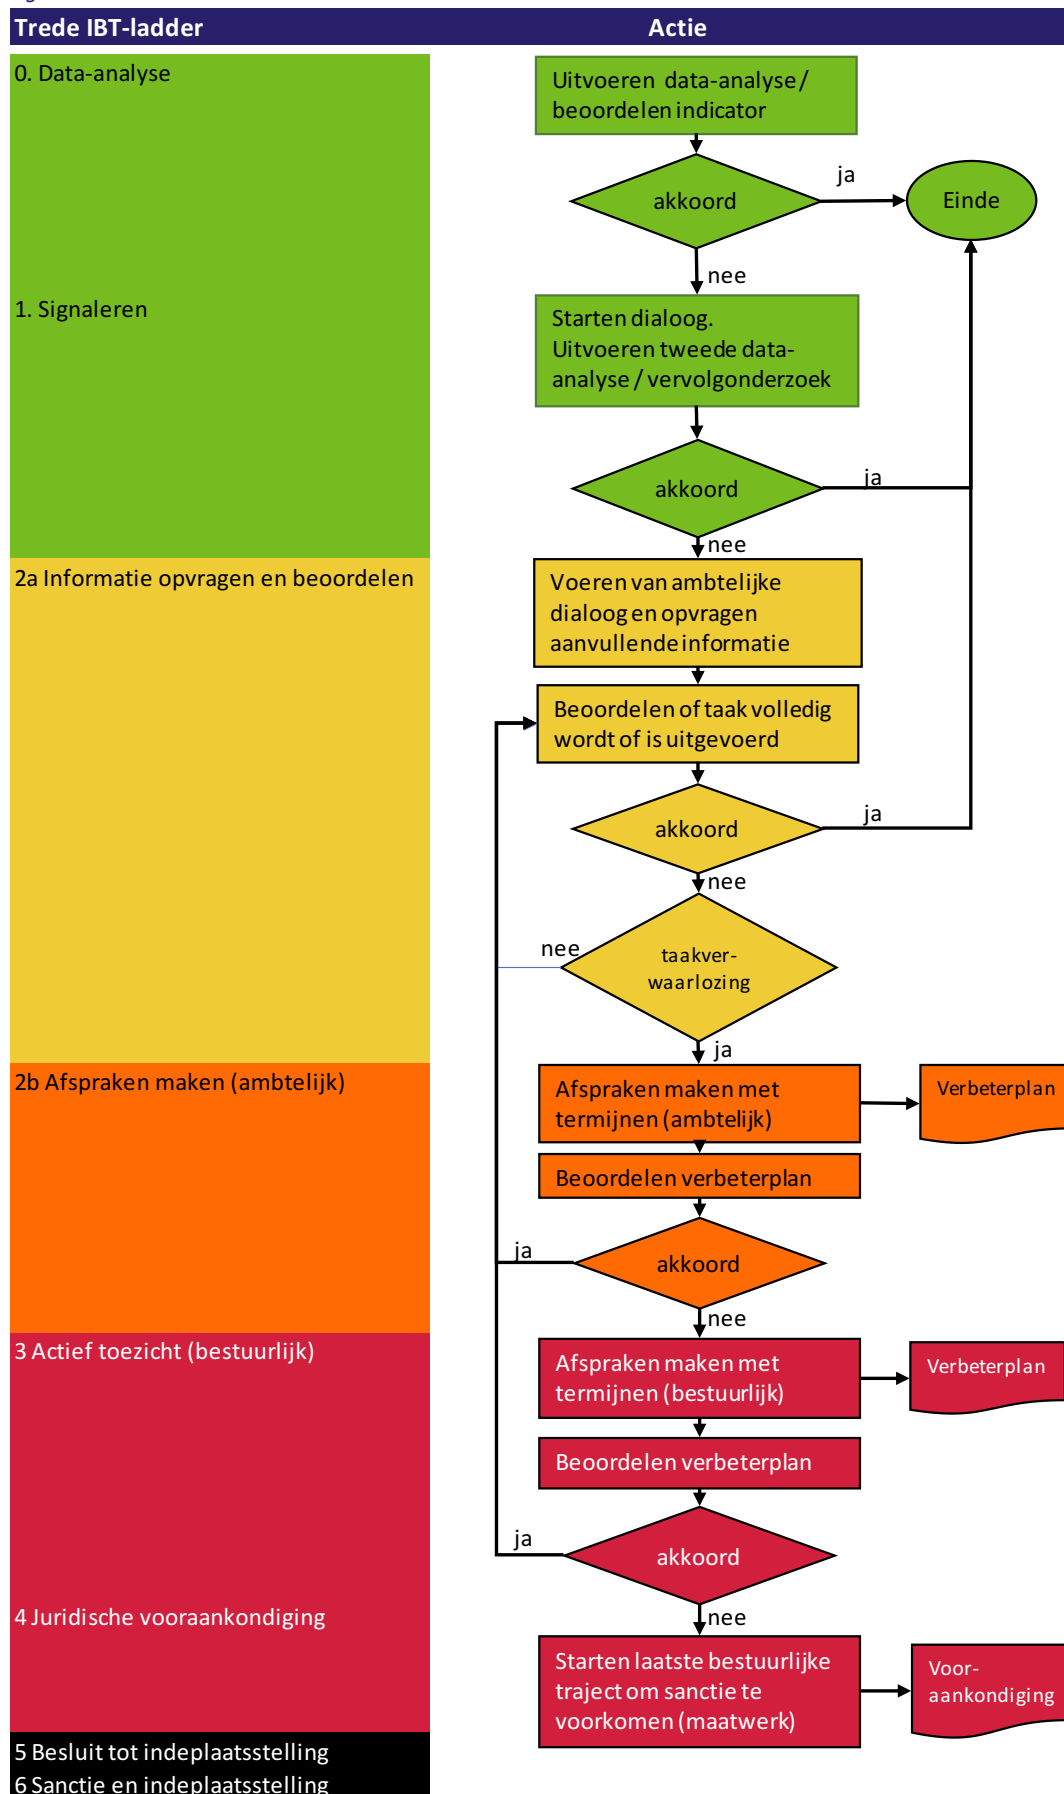 Trede IBT-ladder Actie
0. Data-analyse
Uitvoeren data-analyse /
beoordelen indicator
akkoord
ja
Einde
nee
1. Signaleren
Starten dialoog.
Uitvoeren tweede data-
analyse / vervolgonderzoek
akkoord
ja
nee
2a Informatie opvragen en beoordelen
Voeren van ambtelijke
dialoog en opvragen
aanvullende informatie
Beoordelen of taak volledig
wordt of is uitgevoerd
akkoord
ja
nee
nee
taakver-
waarlozing
ja
2b Afspraken maken (ambtelijk)
Afspraken maken met
termijnen (ambtelijk)
Verbeterplan
Beoordelen verbeterplan
ja
akkoord
nee
3 Actief toezicht (bestuurlijk)
Afspraken maken met
termijnen (bestuurlijk)
Verbeterplan
Beoordelen verbeterplan
ja
akkoord
nee
4 Juridische vooraankondiging
Starten laatste bestuurlijke
traject om sanctie te
voorkomen (maatwerk)
Voor-
aankondiging
5 Besluit tot indeplaatsstelling
6 Sanctie en indeplaatsstelling